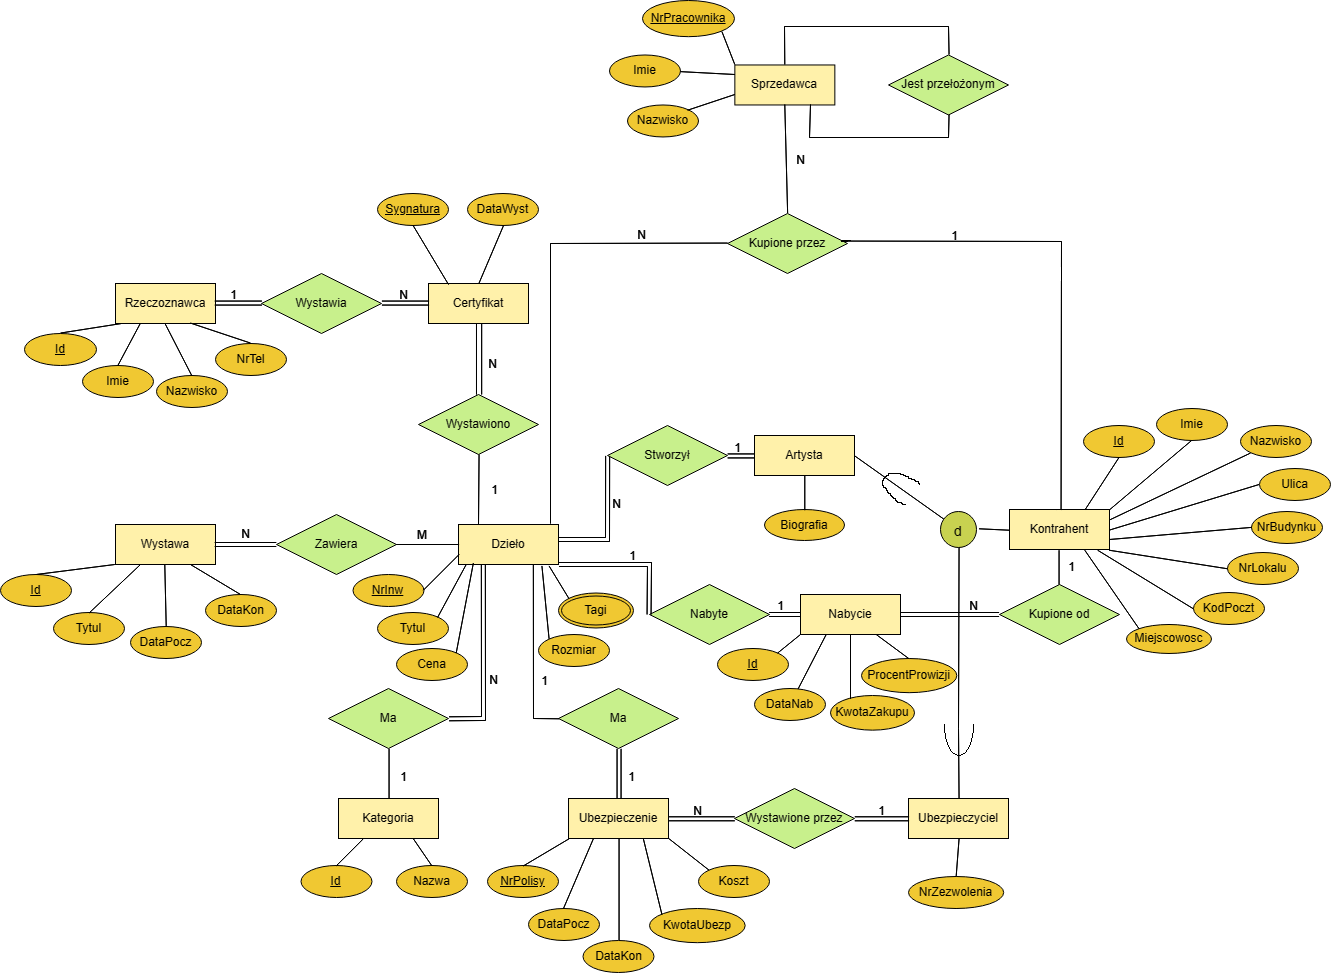 NrPracownika
Imie
Sprzedawca
Jest przełożonym
Nazwisko
N
Sygnatura
DataWyst
N
Kupione przez
1
Rzeczoznawca
1
Wystawia
N
Certyfikat
Id
Imie
Nazwisko
NrTel
N
Wystawiono
1
Stworzył
1
Artysta
N
Biografia
Id
Imie
Nazwisko
Ulica
NrBudynku
NrLokalu
KodPoczt
Miejscowosc
d
Kontrahent
1
Wystawa
N
Zawiera
M
Dzieło
1
Id
Tytul
DataPocz
DataKon
NrInw
Tytul
Cena
Tagi
Rozmiar
Nabyte
1
Nabycie
N
Kupione od
Id
DataNab
KwotaZakupu
ProcentProwizji
N
1
Ma
Ma
1
1
Kategoria
Ubezpieczenie
N
Wystawione przez
1
Ubezpieczyciel
Id
Nazwa
NrPolisy
DataPocz
DataKon
KwotaUbezp
Koszt
NrZezwolenia